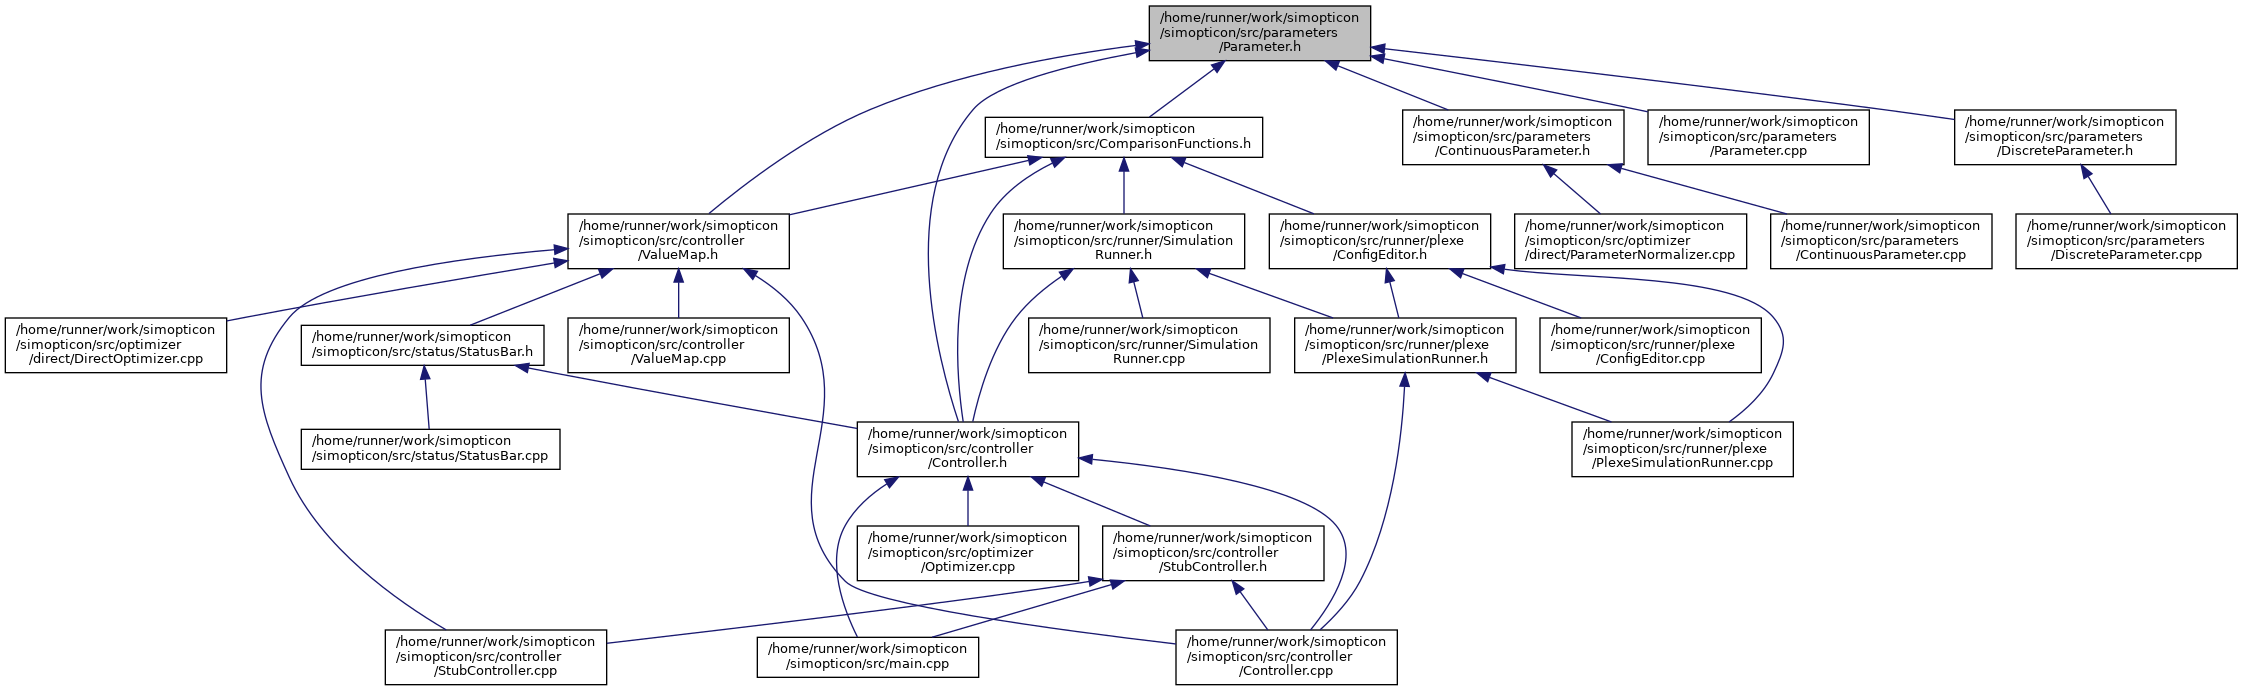 /home/runner/work/simopticon
/simopticon/src/parameters
/Parameter.h
/home/runner/work/simopticon
/simopticon/src/ComparisonFunctions.h
/home/runner/work/simopticon
/simopticon/src/parameters
/ContinuousParameter.h
/home/runner/work/simopticon
/simopticon/src/parameters
/Parameter.cpp
/home/runner/work/simopticon
/simopticon/src/parameters
/DiscreteParameter.h
/home/runner/work/simopticon
/simopticon/src/controller
/ValueMap.h
/home/runner/work/simopticon
/simopticon/src/runner/Simulation
Runner.h
/home/runner/work/simopticon
/simopticon/src/runner/plexe
/ConfigEditor.h
/home/runner/work/simopticon
/simopticon/src/optimizer
/direct/ParameterNormalizer.cpp
/home/runner/work/simopticon
/simopticon/src/parameters
/ContinuousParameter.cpp
/home/runner/work/simopticon
/simopticon/src/parameters
/DiscreteParameter.cpp
/home/runner/work/simopticon
/simopticon/src/optimizer
/direct/DirectOptimizer.cpp
/home/runner/work/simopticon
/simopticon/src/status/StatusBar.h
/home/runner/work/simopticon
/simopticon/src/controller
/ValueMap.cpp
/home/runner/work/simopticon
/simopticon/src/runner/Simulation
Runner.cpp
/home/runner/work/simopticon
/simopticon/src/runner/plexe
/PlexeSimulationRunner.h
/home/runner/work/simopticon
/simopticon/src/runner/plexe
/ConfigEditor.cpp
/home/runner/work/simopticon
/simopticon/src/status/StatusBar.cpp
/home/runner/work/simopticon
/simopticon/src/controller
/Controller.h
/home/runner/work/simopticon
/simopticon/src/runner/plexe
/PlexeSimulationRunner.cpp
/home/runner/work/simopticon
/simopticon/src/optimizer
/Optimizer.cpp
/home/runner/work/simopticon
/simopticon/src/controller
/StubController.h
/home/runner/work/simopticon
/simopticon/src/controller
/StubController.cpp
/home/runner/work/simopticon
/simopticon/src/main.cpp
/home/runner/work/simopticon
/simopticon/src/controller
/Controller.cpp